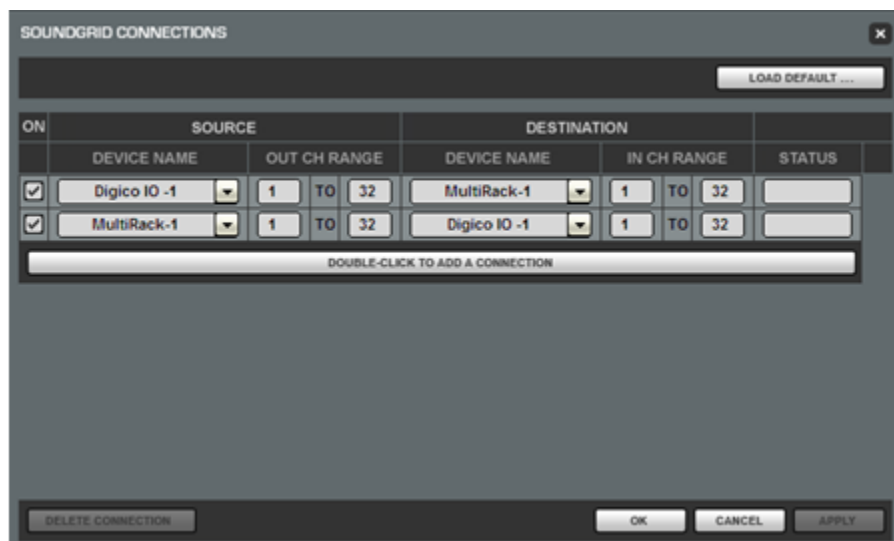 SOUNDGRID CONNECTIONS
LOAD DEFAULT ....
ON SOURCE DESTINATION
DEVICE NAME OUT CH RANGE DEVICE NAME IN CH RANGE STATUS
Digico IO -1 1 TO 32 MultiRack-1 1 TO 32
MultiRack-1 1 TO 32 Digico IO -1 1 TO 32
DOUBLE-CLICK TO ADD A CONNECTION
DELETE CONNECTION OK CANCEL APPLY